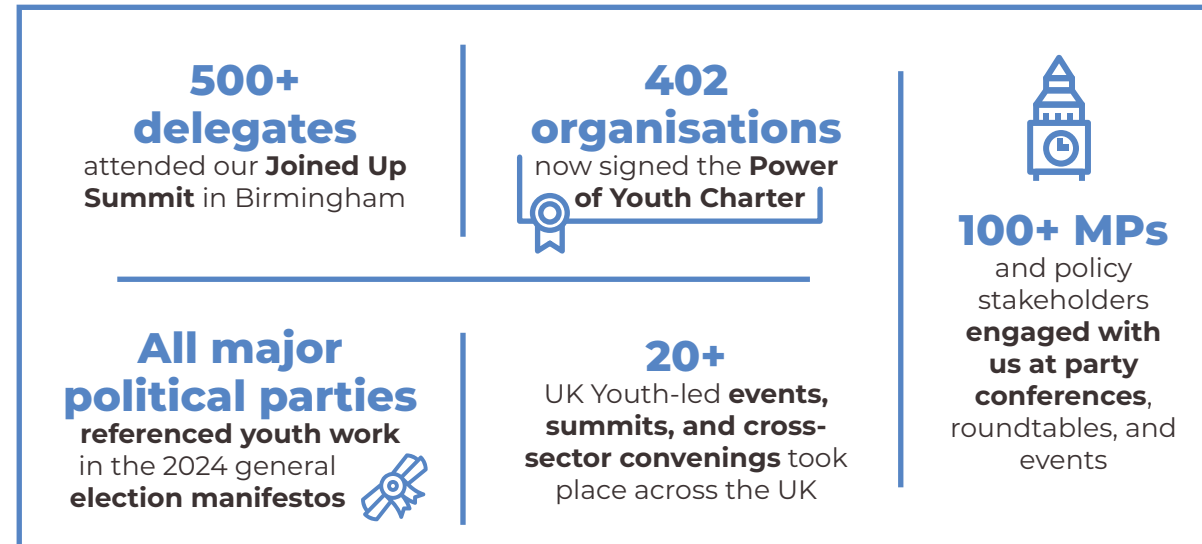 500+
delegates
attended our Joined Up
Summit in Birmingham
402
organisations
now signed the Power
of Youth Charter
All major
political parties
referenced youth work
in the 2024 general
election manifestos
20+
UK Youth-led events,
summits, and cross-
sector convenings took
place across the UK
100+ MPs
and policy
stakeholders
engaged with
us at party
conferences,
roundtables, and
events